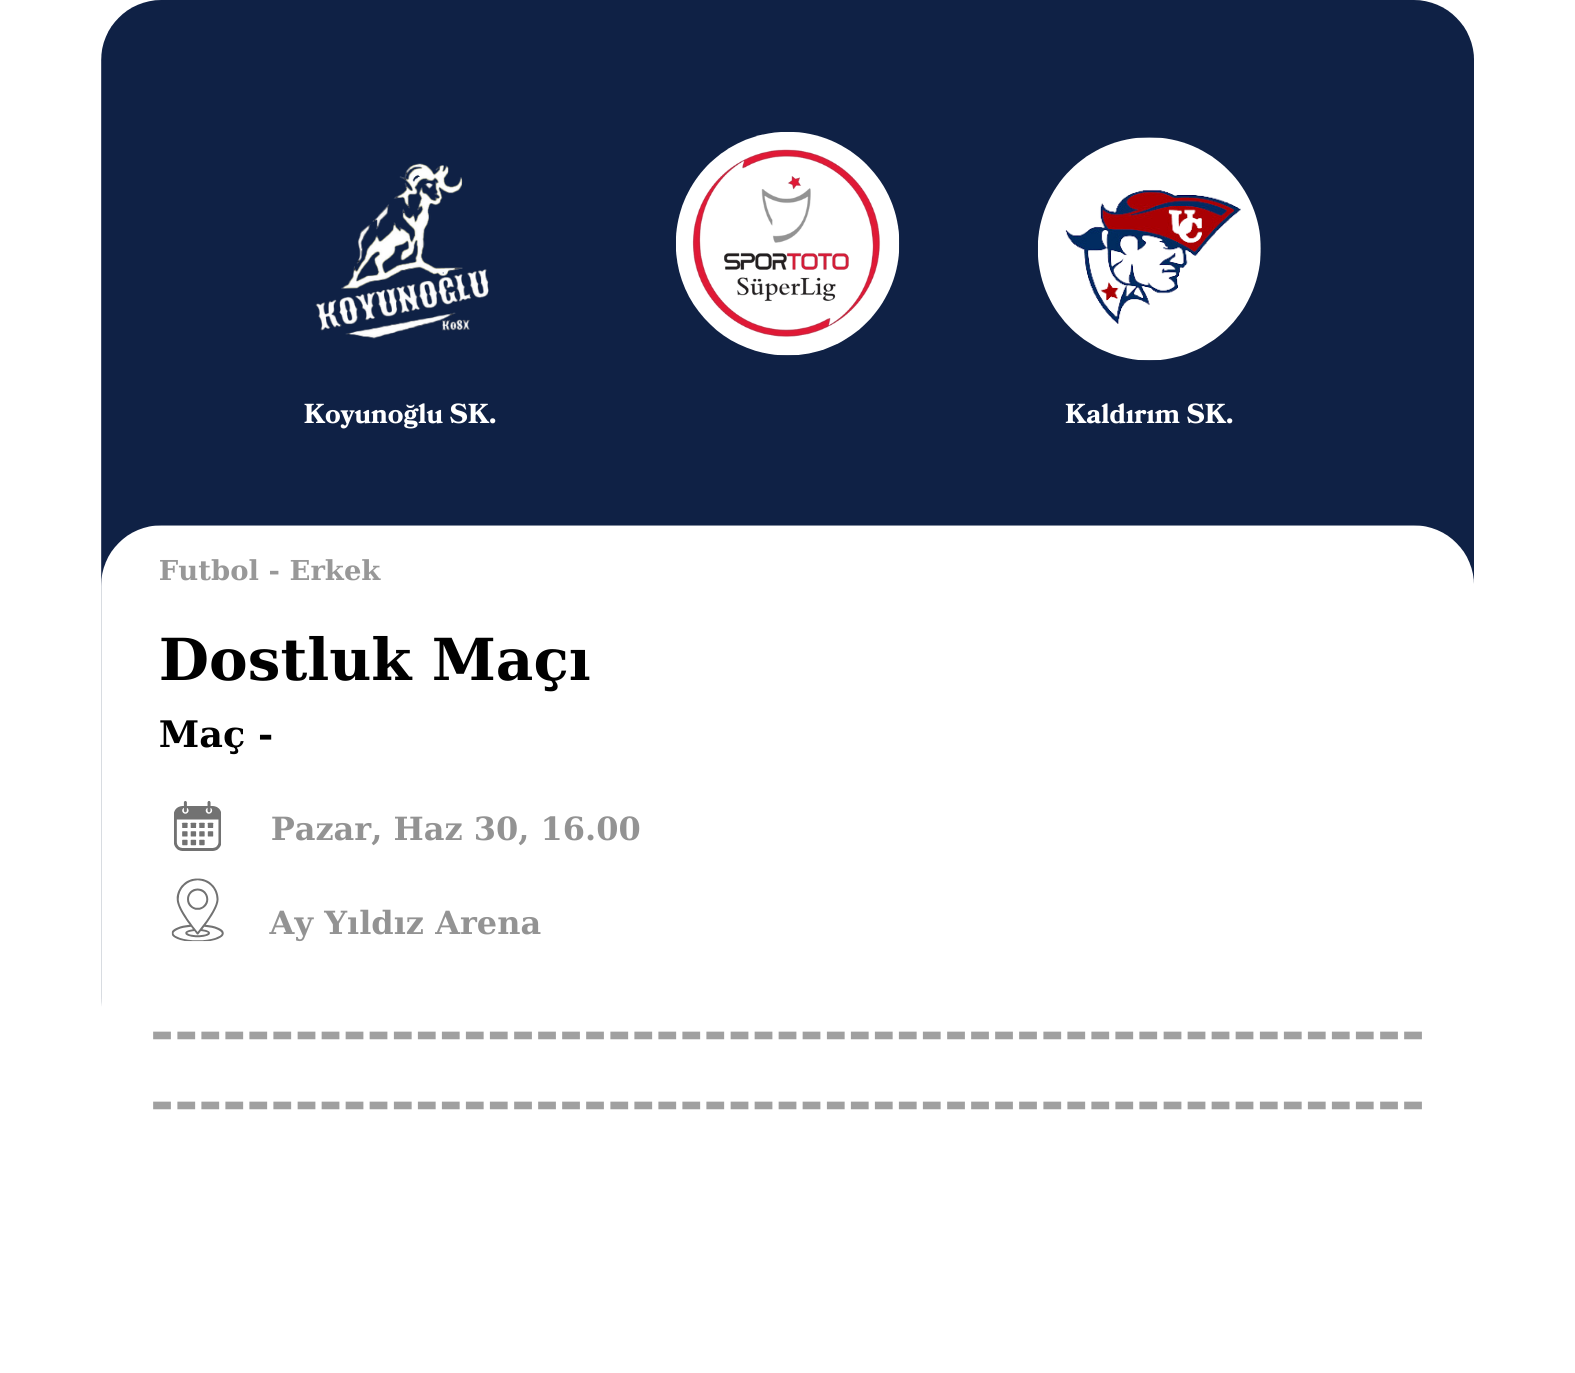 KOYUNOĞLU
Ko8X
SPORTOTO
SüperLig
UC
Koyunoğlu SK.
Kaldırım SK.
Futbol - Erkek
Dostluk Maçı
Maç -
Pazar, Haz 30, 16.00
Ay Yıldız Arena